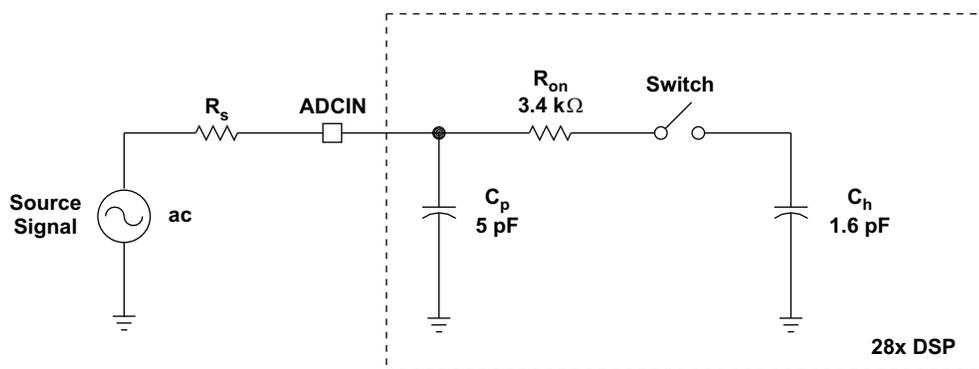 Source
Signal
ac
Rs
ADCIN
Ron
3.4 kΩ
Switch
Cp
5 pF
Ch
1.6 pF
28x DSP